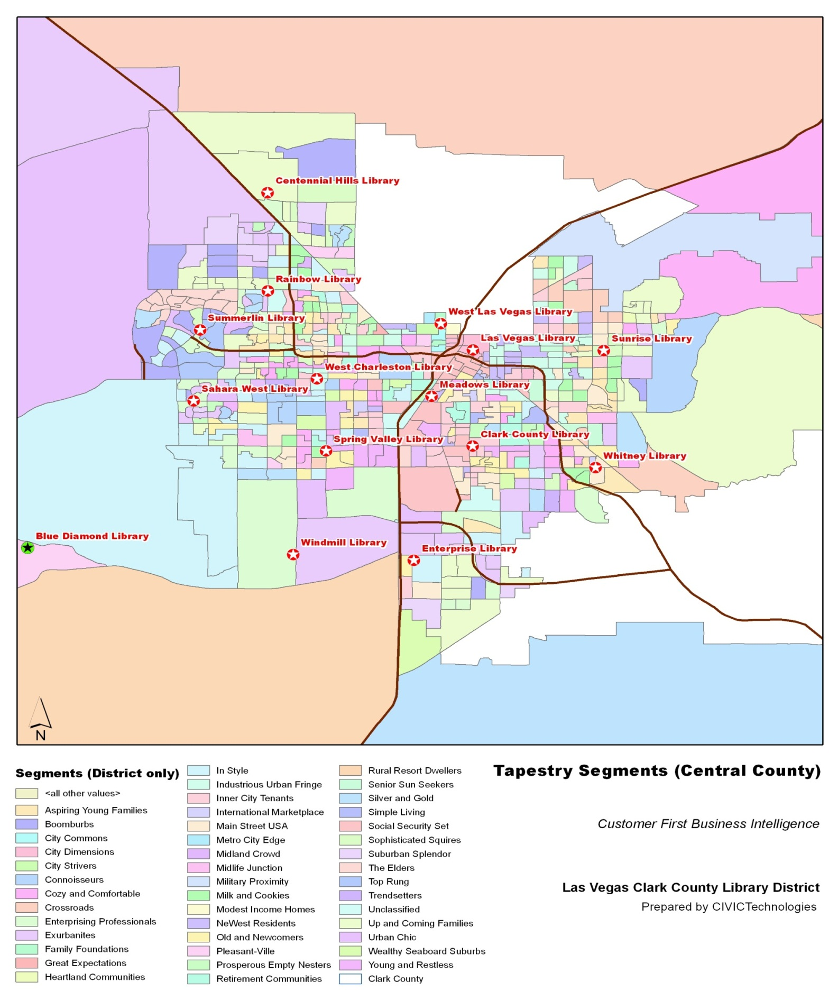 Centennial Hills Library
Rainbow Library
West Las Vegas Library
Summerlin Library
Las Vegas Library
Sunrise Library
West Charleston Library
Meadows Library
Sahara West Library
Clark County Library
Spring Valley Library
Whitney Library
Blue Diamond Library
Windmill Library
Enterprise Library
N
Segments (District only)
<all other values>
Aspiring Young Families
Boomburbs
City Commons
City Dimensions
City Strivers
Connoisseurs
Cozy and Comfortable
Crossroads
Enterprising Professionals
Exurbanites
Family Foundations
Great Expectations
Heartland Communities
In Style
Industrious Urban Fringe
Inner City Tenants
International Marketplace
Main Street USA
Metro City Edge
Midland Crowd
Midlife Junction
Military Proximity
Milk and Cookies
Modest Income Homes
NeWest Residents
Old and Newcomers
Pleasant-Ville
Prosperous Empty Nesters
Retirement Communities
Rural Resort Dwellers
Senior Sun Seekers
Silver and Gold
Simple Living
Social Security Set
Sophisticated Squires
Suburban Splendor
The Elders
Top Rung
Trendsetters
Unclassified
Up and Coming Families
Urban Chic
Wealthy Seaboard Suburbs
Young and Restless
Clark County
Tapestry Segments (Central County)
Customer First Business Intelligence
Las Vegas Clark County Library District
Prepared by CIVICTechnologies